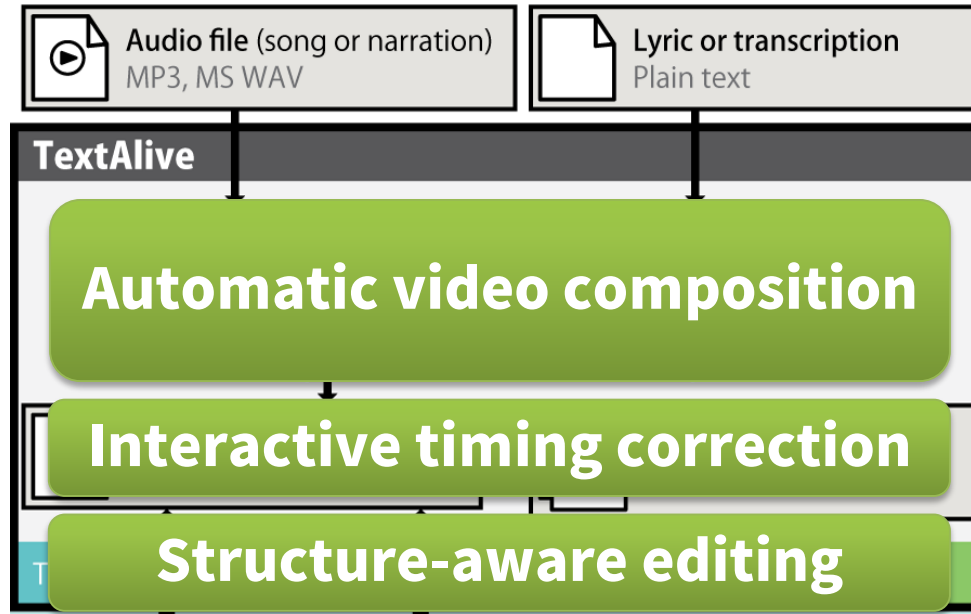 Audio file (song or narration)
MP3, MS WAV
Lyric or transcription
Plain text
TextAlive
Automatic video composition
Interactive timing correction
Structure-aware editing
T